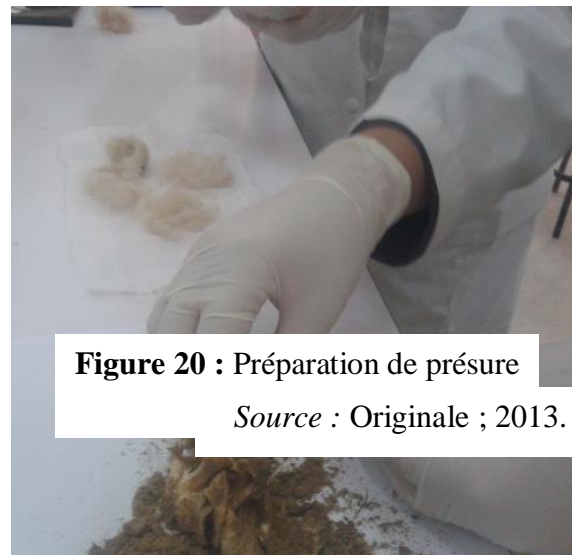 Figure 20 : Préparation de présure
Source : Originale ; 2013.